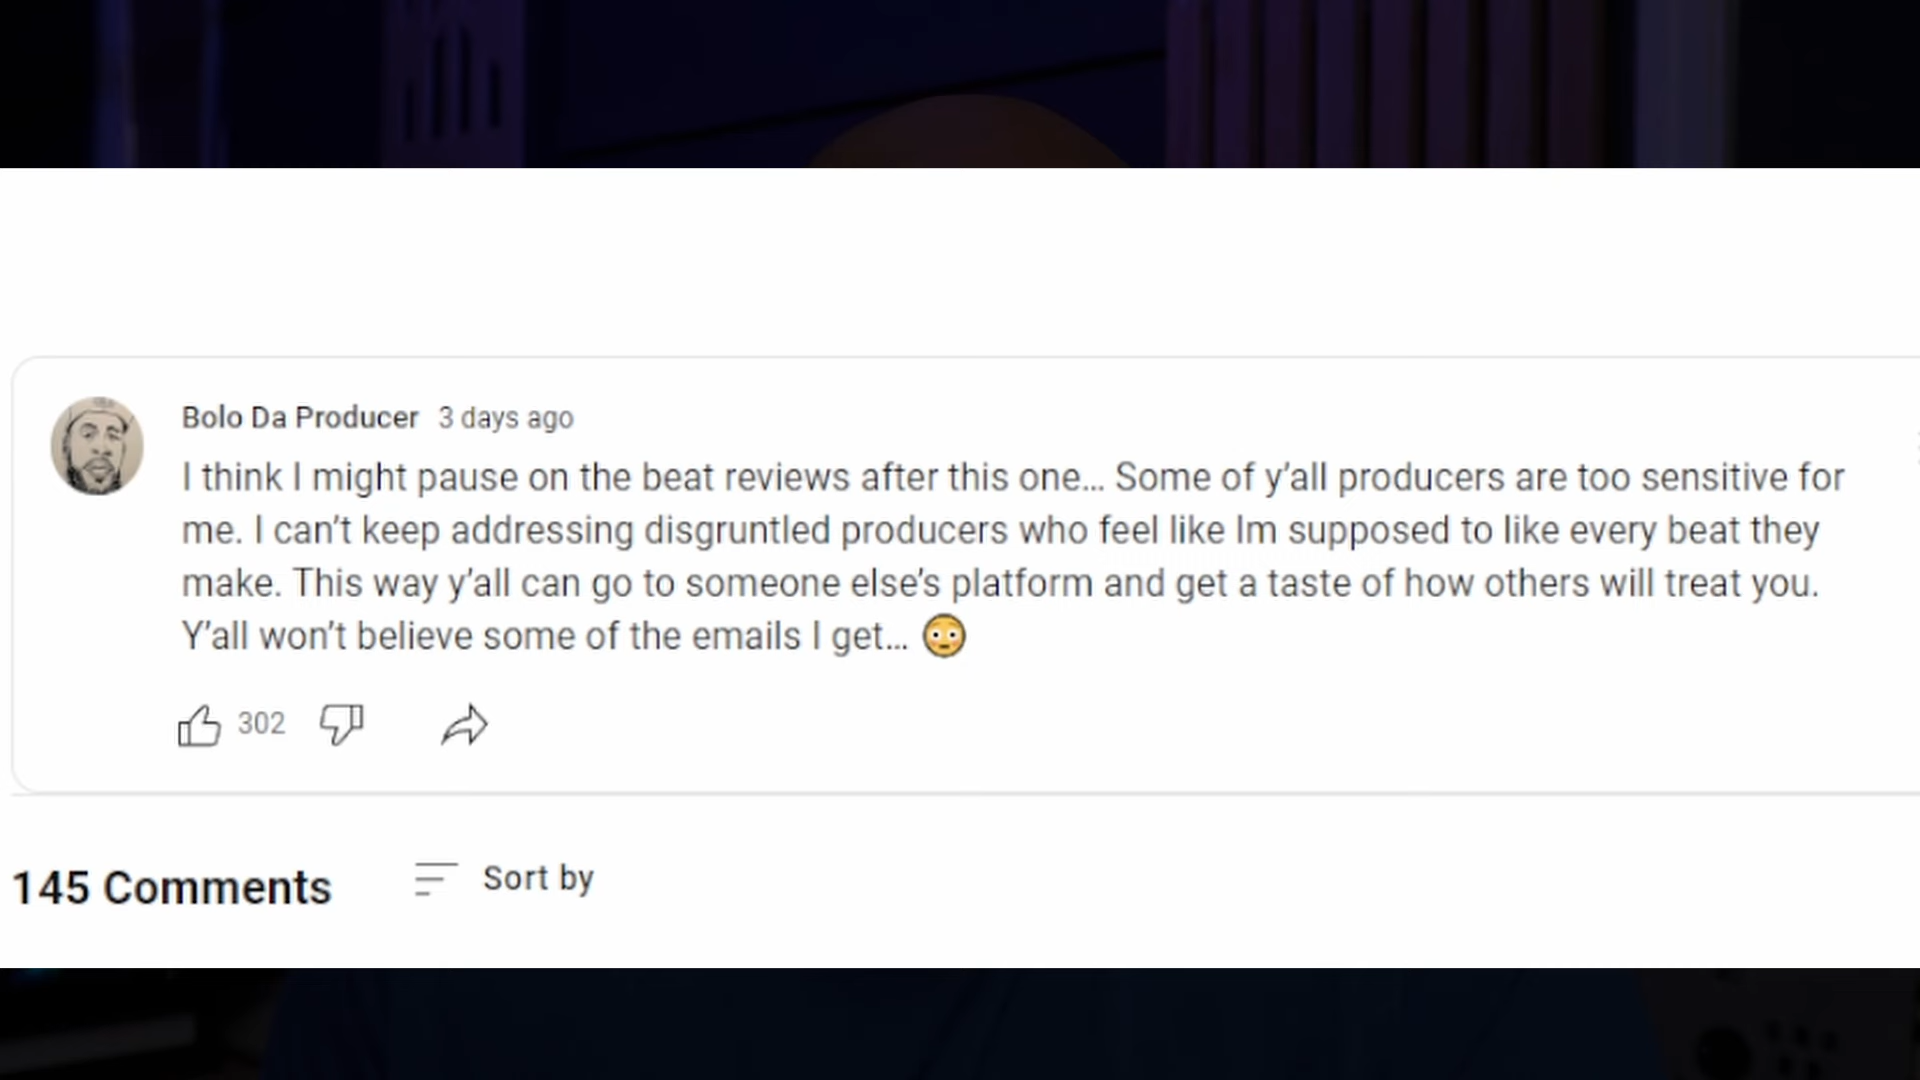 Bolo Da Producer 3 days ago
I think I might pause on the beat reviews after this one... Some of y'all producers are too sensitive for
me. I can't keep addressing disgruntled producers who feel like Im supposed to like every beat they
make. This way y'all can go to someone else's platform and get a taste of how others will treat you.
Y'all won't believe some of the emails I get... 😳
302
145 Comments Sort by